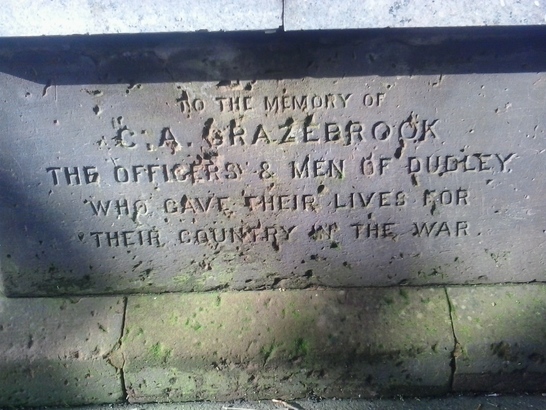 TO THE MEMORY OF
C. A. GRAZEBROOK
THE OFFICERS & MEN OF DUDLEY
WHO GAVE THEIR LIVES FOR
THEIR COUNTRY IN THE WAR.